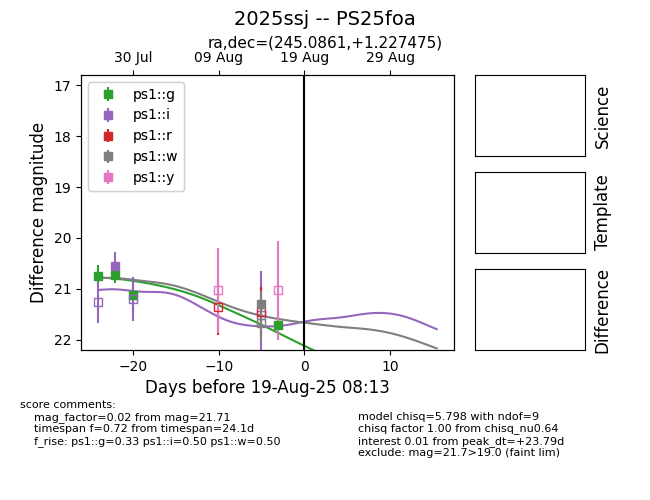 2025ssj -- PS25foa
ra,dec=(245.0861,+1.227475)
30 Jul 09 Aug 19 Aug 29 Aug
17
18
19
20
21
22
Difference magnitude
ps1::g
ps1::i
ps1::r
ps1::w
ps1::y
−20 −10 0 10
Days before 19-Aug-25 08:13
Science
Template
Difference
score comments:
mag_factor=0.02 from mag=21.71
timespan f=0.72 from timespan=24.1d
f_rise: ps1::g=0.33 ps1::i=0.50 ps1::w=0.50
model chisq=5.798 with ndof=9
chisq factor 1.00 from chisq_nu0.64
interest 0.01 from peak_dt=+23.79d
exclude: mag=21.7>19.0 (faint lim)